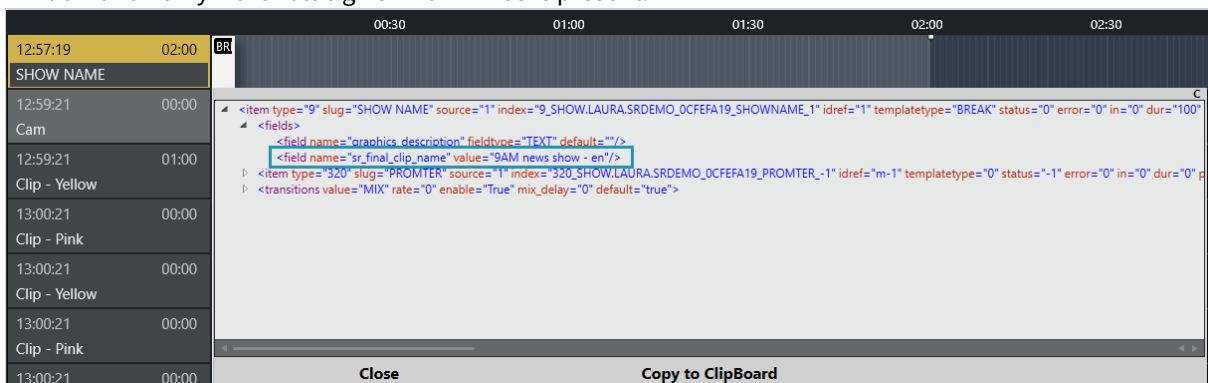 00:30 01:00 01:30 02:00 02:30
12:57:19 02:00
BRI
SHOW NAME
12:59:21 00:00
Cam
12:59:21 01:00
Clip - Yellow
13:00:21 00:00
Clip - Pink
13:00:21 00:00
Clip - Yellow
13:00:21 00:00
Clip - Pink
13:00:21 00:00
C
<item type="9" slug="SHOW NAME" source="1" index="9_SHOW.LAURA.SRDEMO_0CFEFA19_SHOWNAME_1" idref="1" templatetype="BREAK" status="0" error="0" in="0" dur="100"
<fields>
<field name="graphics_description" fieldtype="TEXT" default=""/>
<field name="sr_final_clip_name" value="9AM news show - en"/>
<item type="320" slug="PROMTER" source="1" index="320_SHOW.LAURA.SRDEMO_0CFEFA19_PROMTER_-1" idref="m-1" templatetype="0" status="-1" error="0" in="0" dur="0" p
<transitions value="MIX" rate="0" enable="True" mix_delay="0" default="true">
Close Copy to ClipBoard